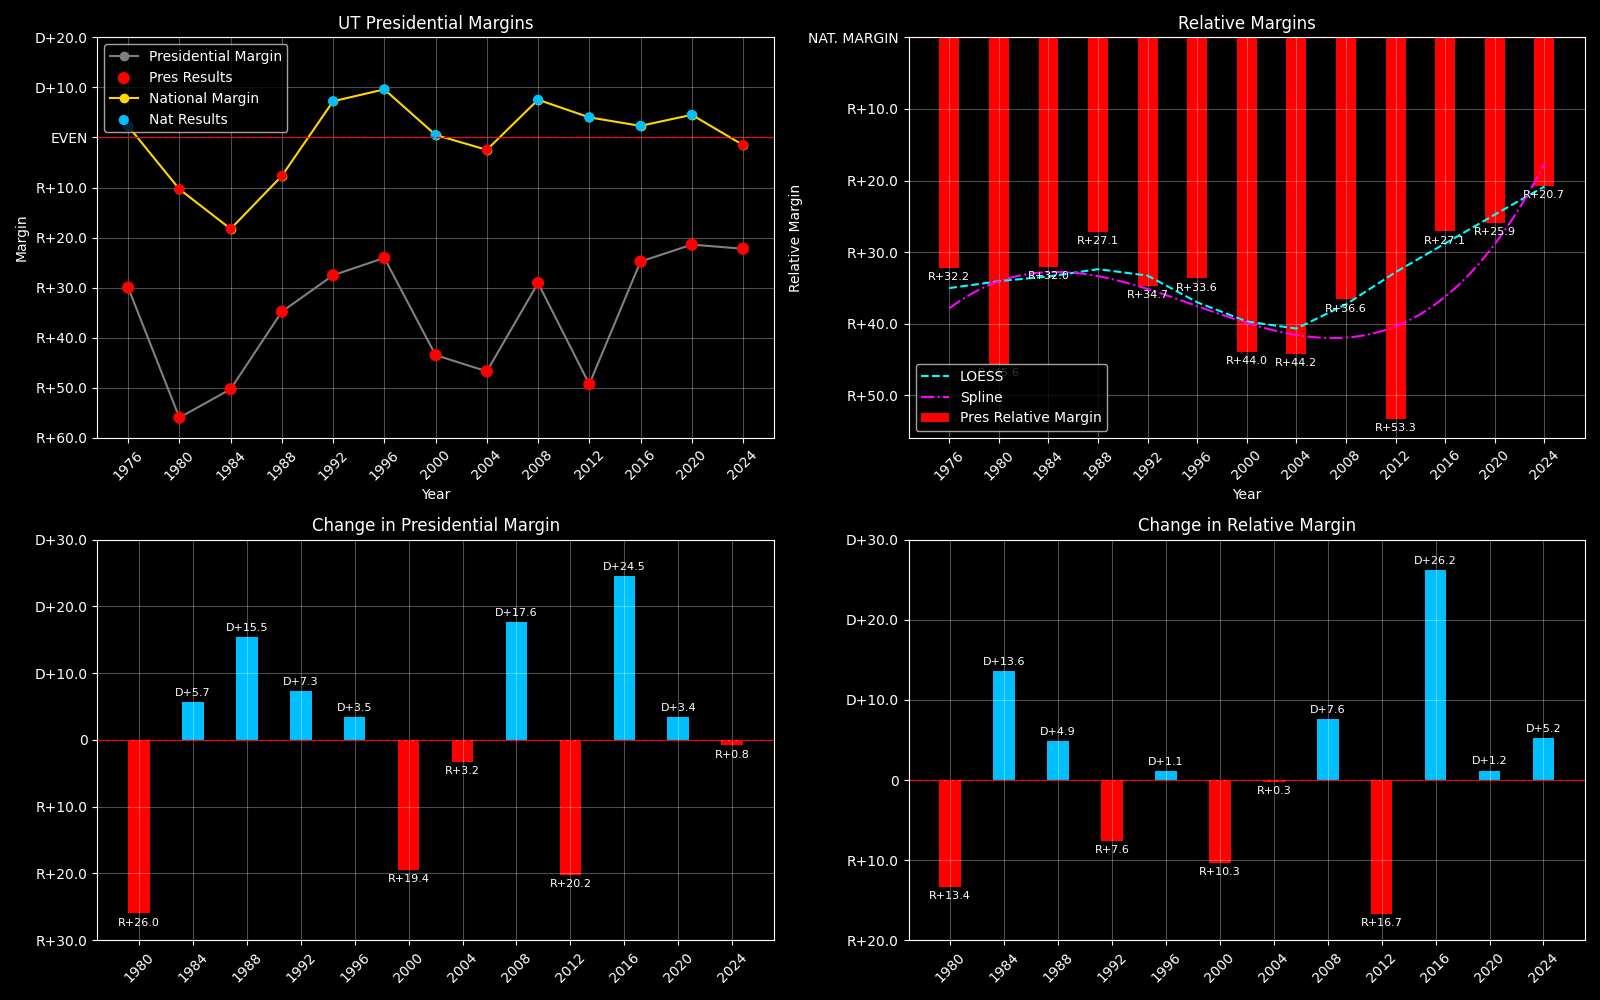 UT Presidential Margins
D+20.0
D+10.0
EVEN
R+10.0
R+20.0
R+30.0
R+40.0
R+50.0
R+60.0
Margin
Presidential Margin
Pres Results
National Margin
Nat Results
1976
1980
1984
1988
1992
1996
2000
2004
2008
2012
2016
2020
2024
Year
Relative Margins
NAT. MARGIN
R+10.0
R+20.0
R+30.0
R+40.0
R+50.0
Relative Margin
R+32.2
R+32.0
R+27.1
R+34.7
R+33.6
R+44.0
R+44.2
R+36.6
R+53.3
R+27.1
R+25.9
R+20.7
LOESS
Spline
Pres Relative Margin
1976
1980
1984
1988
1992
1996
2000
2004
2008
2012
2016
2020
2024
Year
Change in Presidential Margin
D+30.0
D+20.0
D+10.0
0
R+10.0
R+20.0
R+30.0
R+26.0
D+5.7
D+15.5
D+7.3
D+3.5
R+19.4
R+3.2
D+17.6
R+20.2
D+24.5
D+3.4
R+0.8
1980
1984
1988
1992
1996
2000
2004
2008
2012
2016
2020
2024
Change in Relative Margin
D+30.0
D+20.0
D+10.0
0
R+10.0
R+20.0
R+13.4
D+13.6
D+4.9
R+7.6
D+1.1
R+10.3
R+0.3
D+7.6
R+16.7
D+26.2
D+1.2
D+5.2
1980
1984
1988
1992
1996
2000
2004
2008
2012
2016
2020
2024